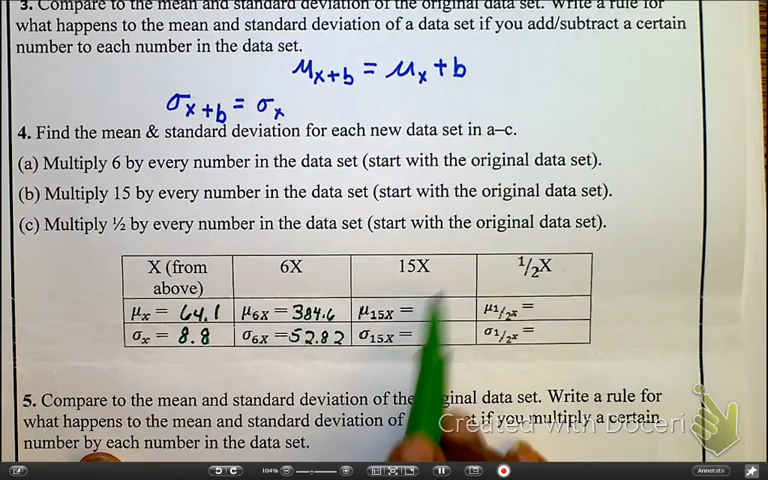 3. Compare to the mean and standard deviation of the original data set. Write a rule for
what happens to the mean and standard deviation of a data set if you add/subtract a certain
number to each number in the data set.
μx+b = μx + b
σx+b = σx
4. Find the mean & standard deviation for each new data set in a–c.
(a) Multiply 6 by every number in the data set (start with the original data set).
(b) Multiply 15 by every number in the data set (start with the original data set).
(c) Multiply ½ by every number in the data set (start with the original data set).
X (from above) 6X 15X 1/2X
μx = 64.1 μ6X = 384.6 μ15X = μ1/2x =
σx = 8.8 σ6X = 52.82 σ15X = σ1/2x =
5. Compare to the mean and standard deviation of the ginal data set. Write a rule for
what happens to the mean and standard deviation of et if you multiply a certain
number by each number in the data set.
Created with Doceri
104%
Annotate